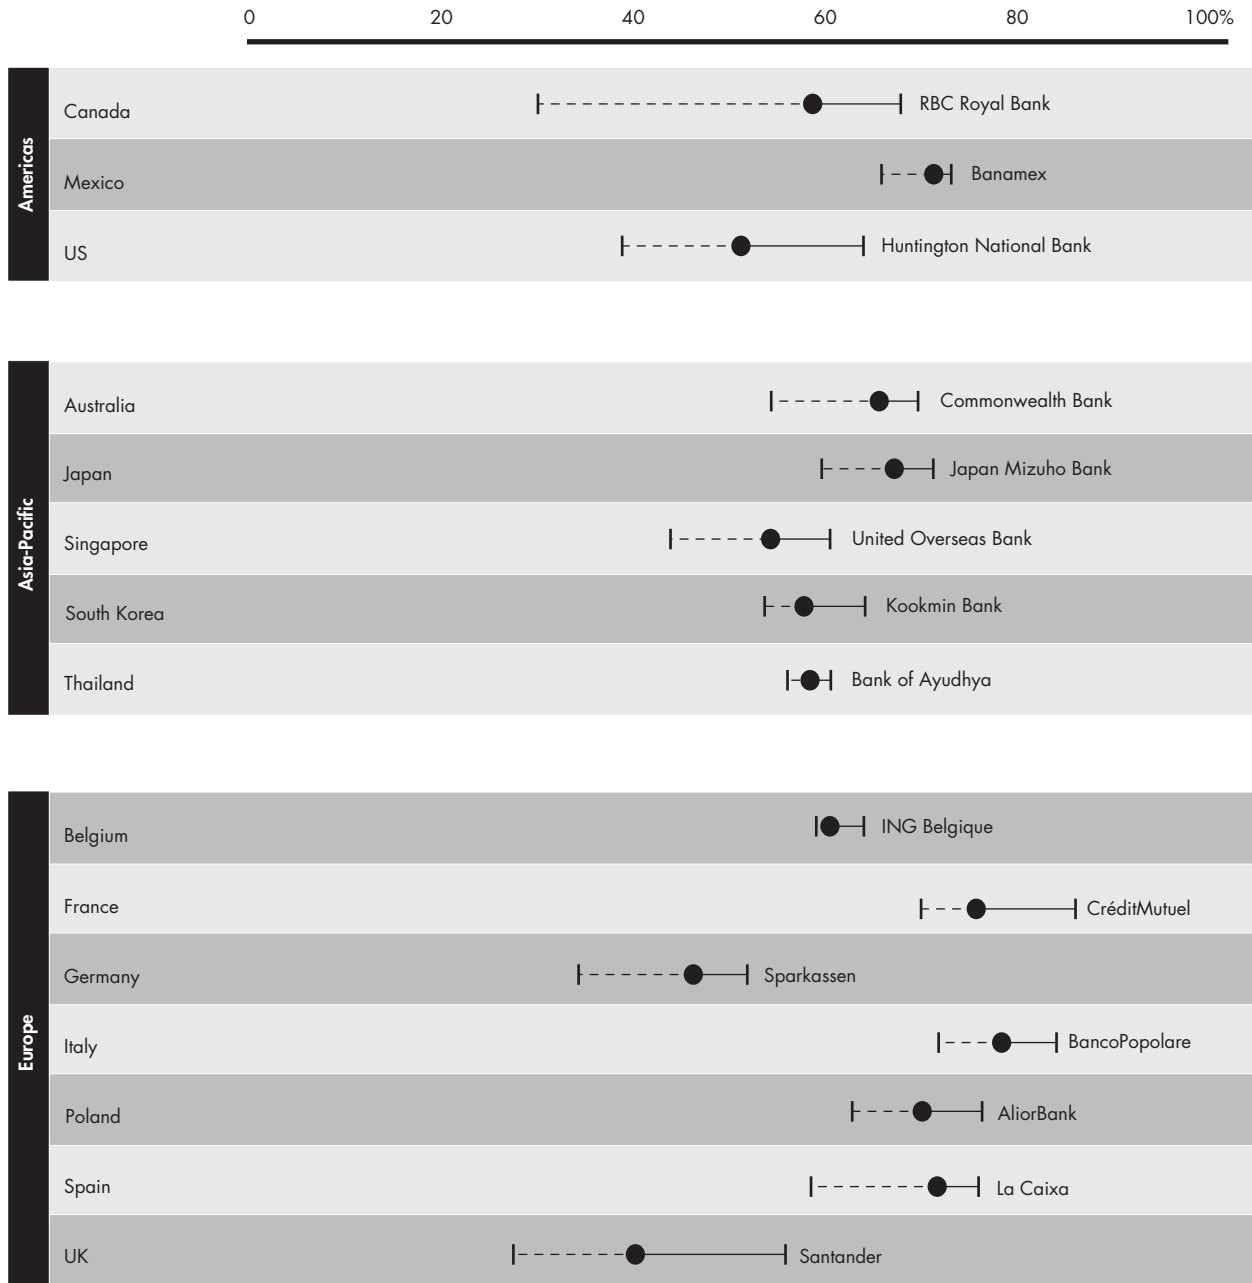 0 20 40 60 80 100%
Americas
Canada RBC Royal Bank
Mexico Banamex
US Huntington National Bank
Asia-Pacific
Australia Commonwealth Bank
Japan Japan Mizuho Bank
Singapore United Overseas Bank
South Korea Kookmin Bank
Thailand Bank of Ayudhya
Europe
Belgium ING Belgique
France CréditMutuel
Germany Sparkassen
Italy BancoPopolare
Poland AliorBank
Spain La Caixa
UK Santander